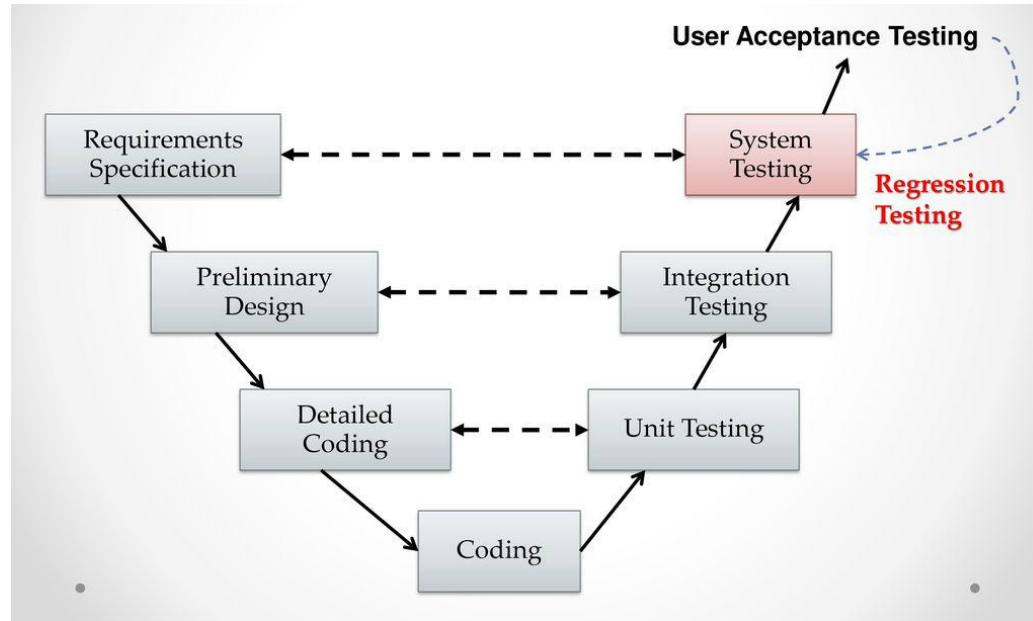 User Acceptance Testing
Requirements
Specification
System
Testing
Regression
Testing
Preliminary
Design
Integration
Testing
Detailed
Coding
Unit Testing
Coding